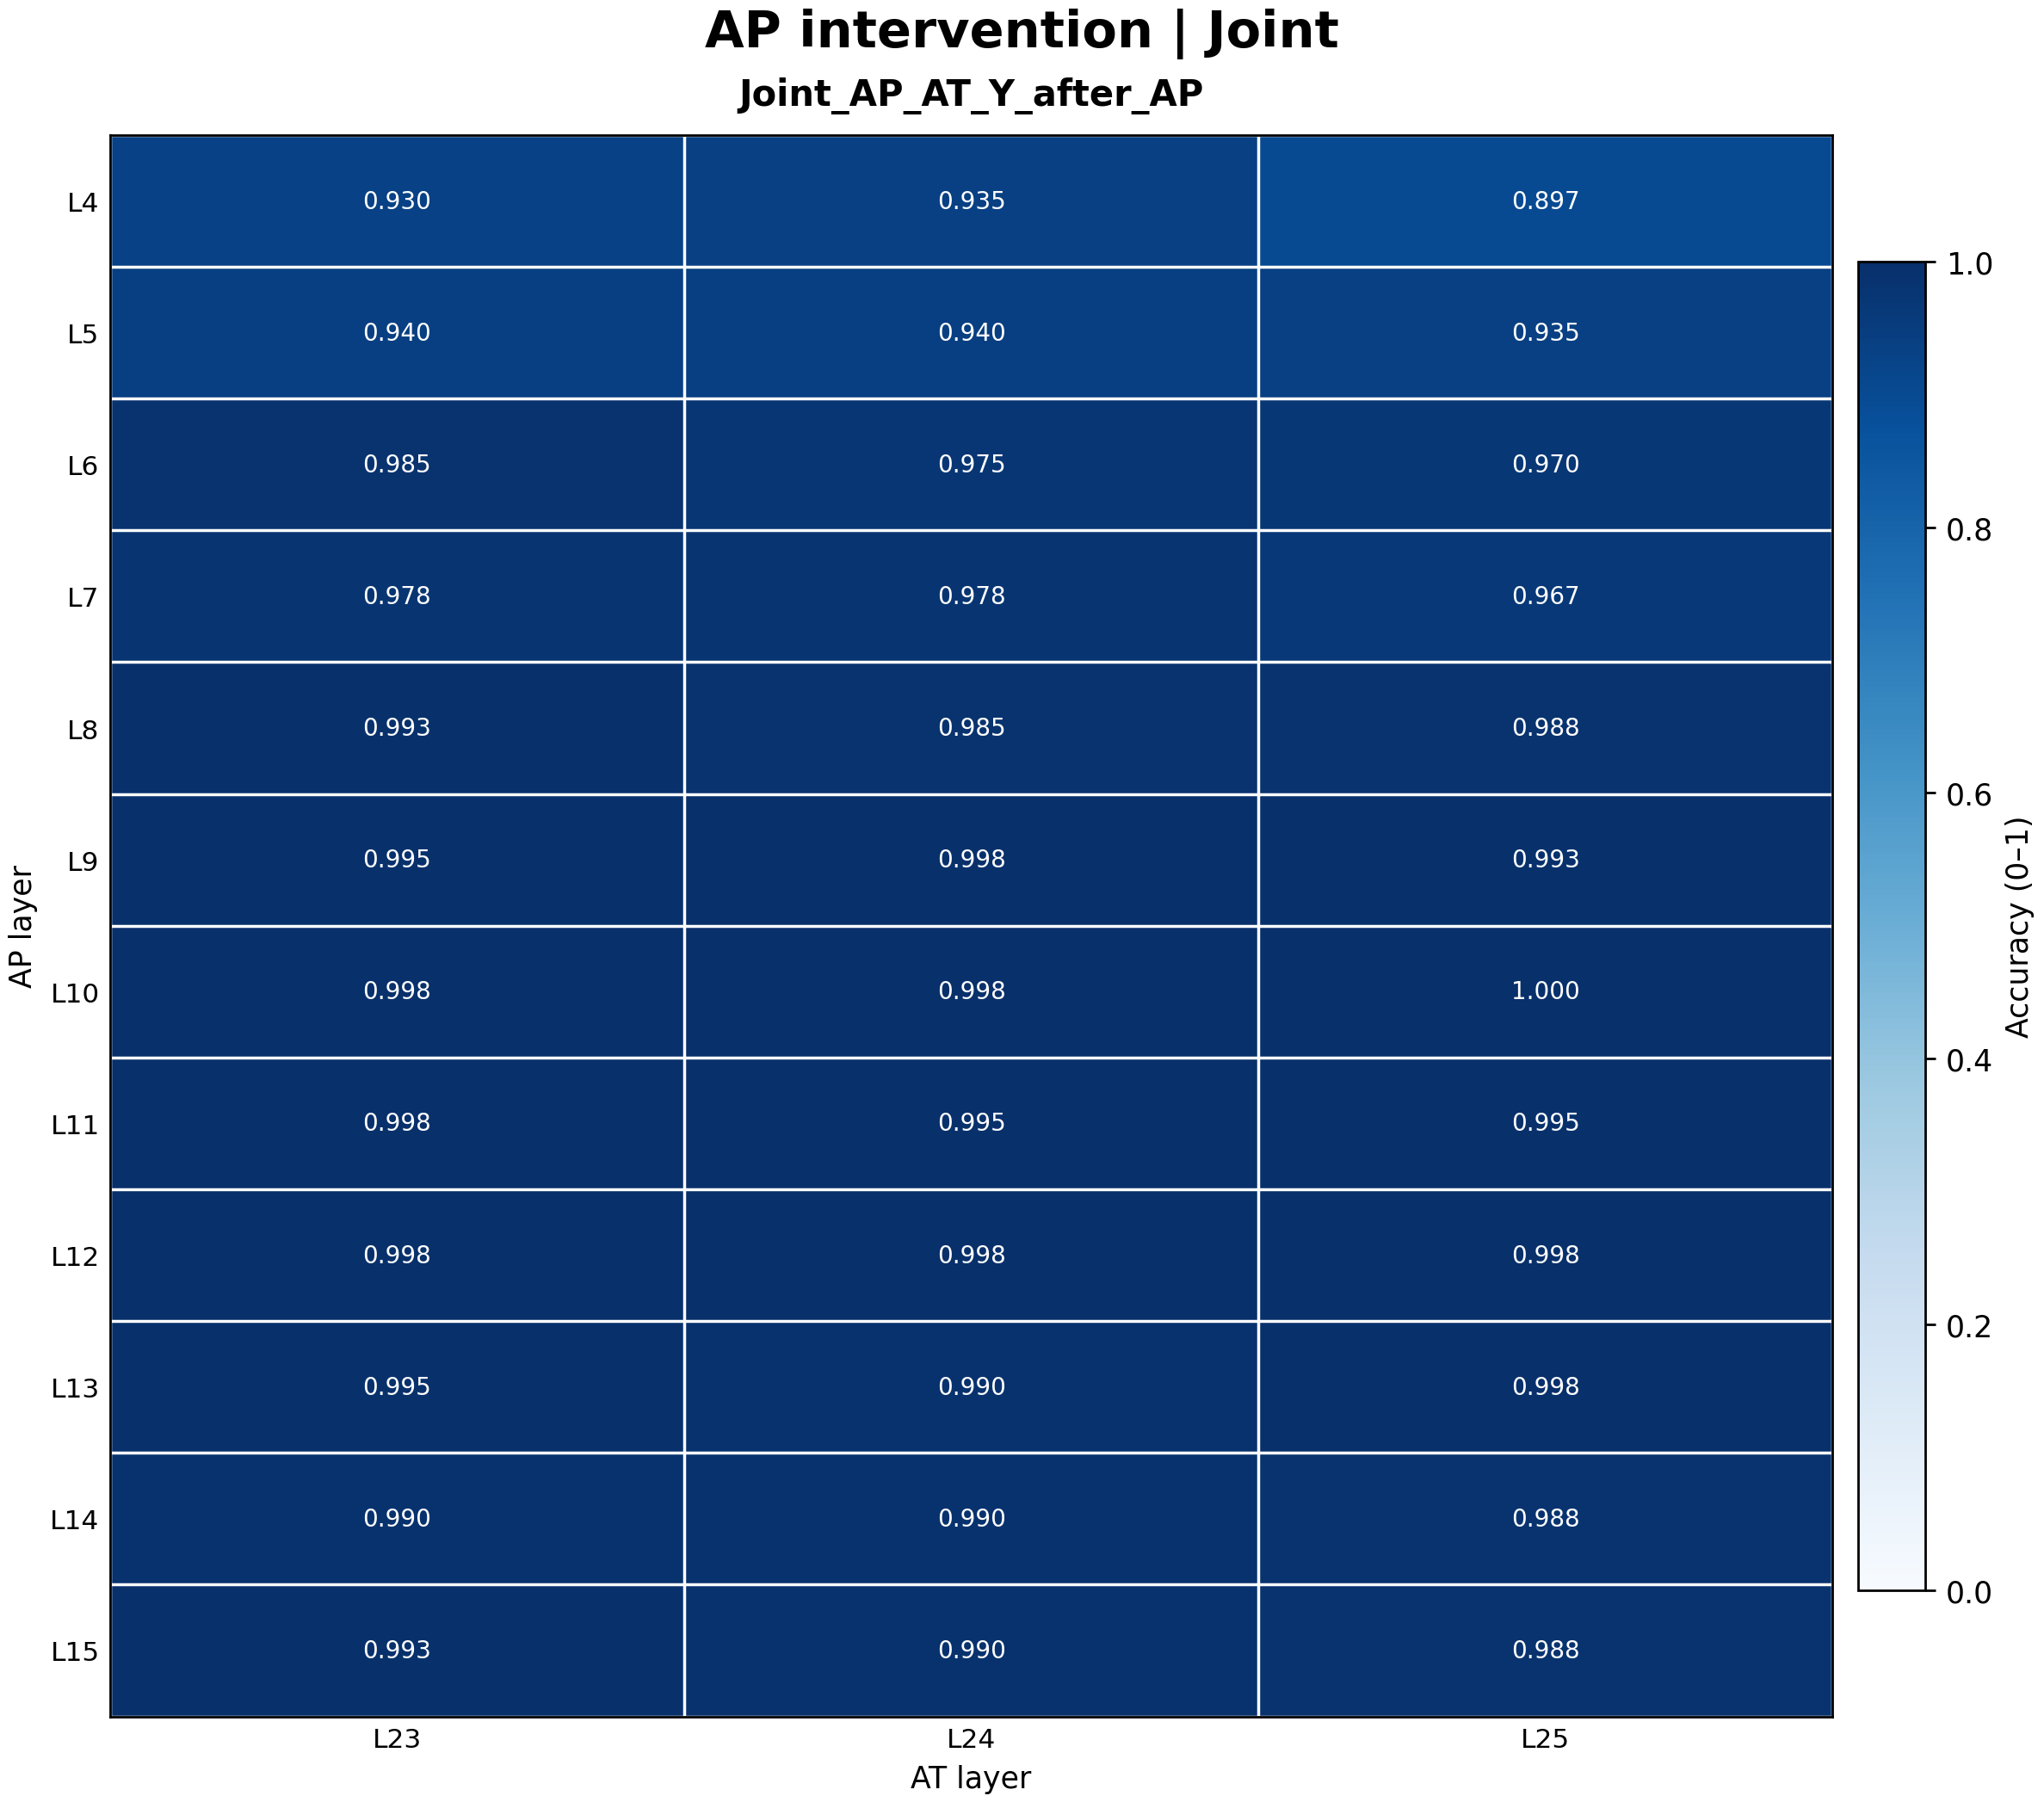 AP intervention | Joint
Joint_AP_AT_Y_after_AP
L4 0.930 0.935 0.897
L5 0.940 0.940 0.935
L6 0.985 0.975 0.970
L7 0.978 0.978 0.967
L8 0.993 0.985 0.988
L9 0.995 0.998 0.993
L10 0.998 0.998 1.000
L11 0.998 0.995 0.995
L12 0.998 0.998 0.998
L13 0.995 0.990 0.998
L14 0.990 0.990 0.988
L15 0.993 0.990 0.988
L23 L24 L25
AT layer
AP layer
1.0
0.8
0.6
0.4
0.2
0.0
Accuracy (0–1)